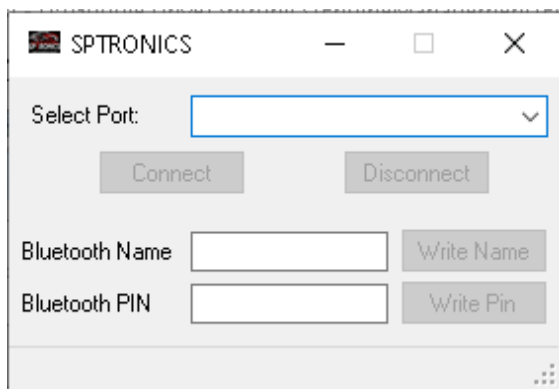 SPTRONICS
Select Port:
Connect Disconnect
Bluetooth Name Write Name
Bluetooth PIN Write Pin